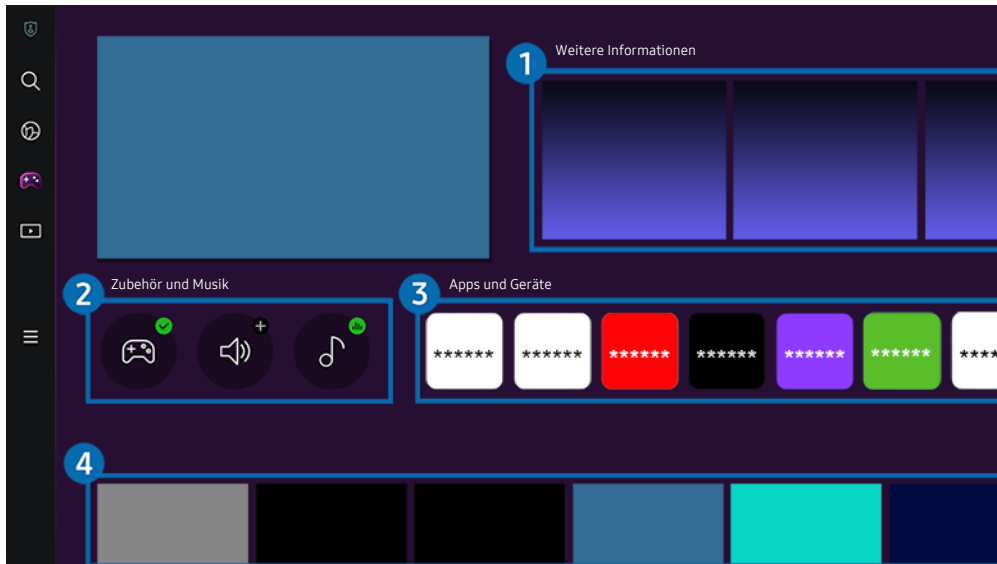 1
Weitere Informationen
2
Zubehör und Musik
3
Apps und Geräte
****** ****** ****** ****** ****** ****** ****
4